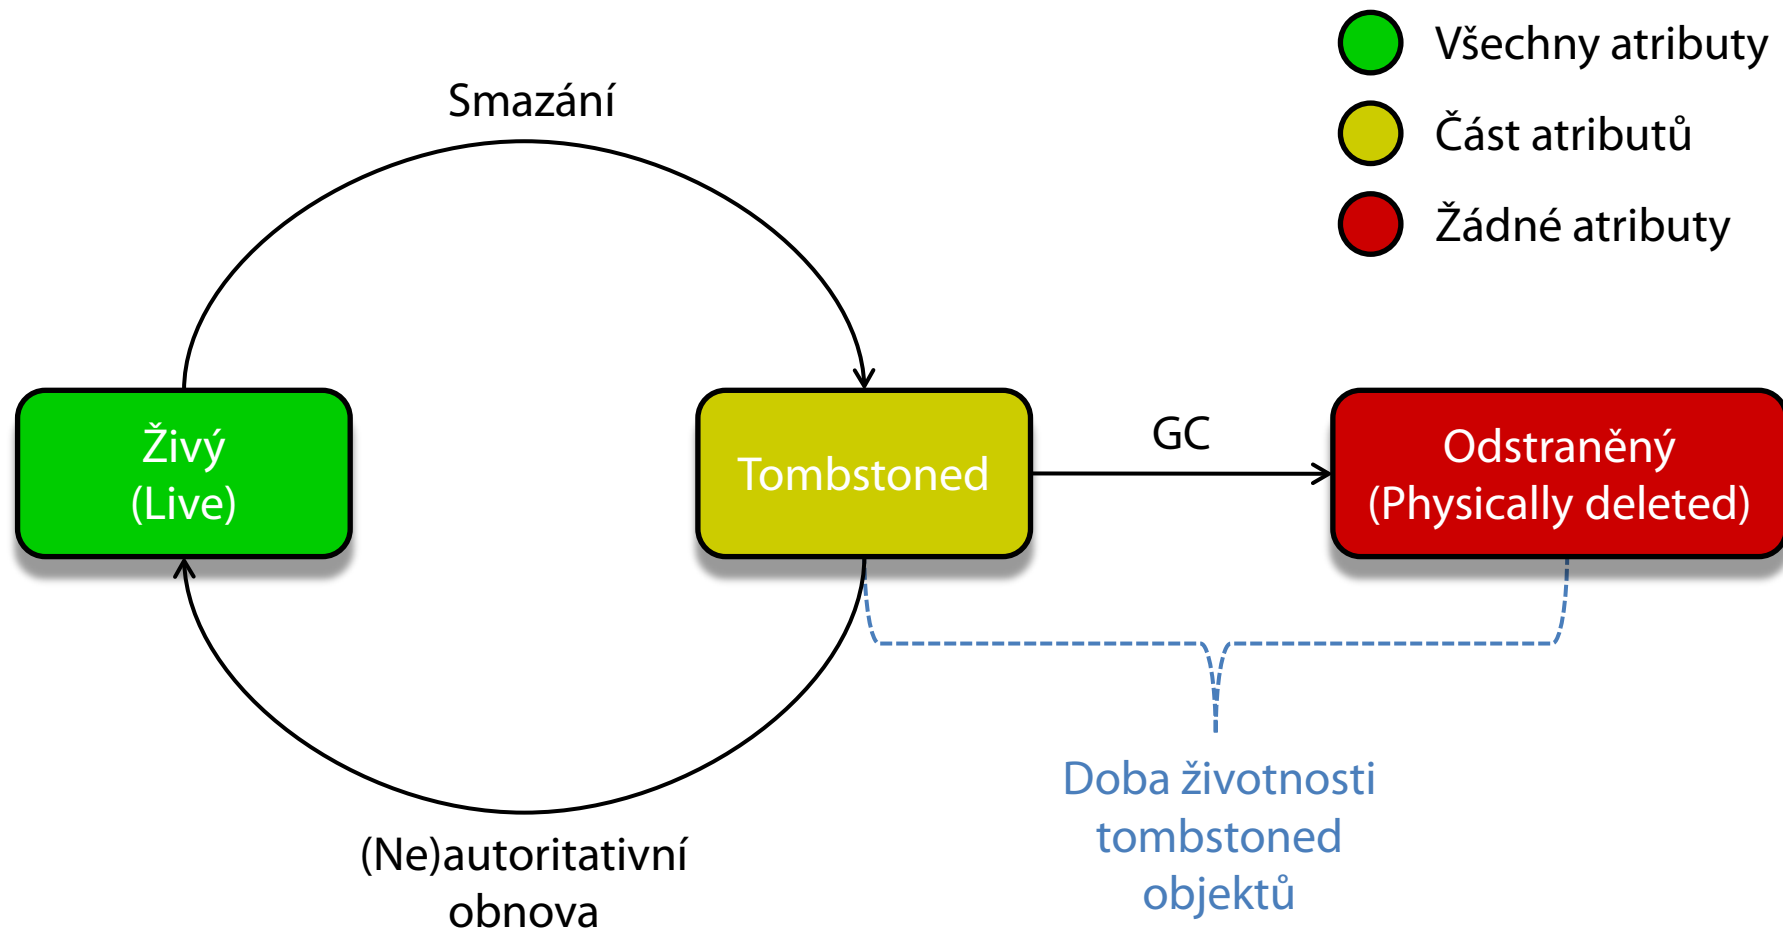 Všechny atributy
Část atributů
Žádné atributy
Smazání
Živý
(Live)
Tombstoned
GC
Odstraněný
(Physically deleted)
Doba životnosti
tombstoned
objektů
(Ne)autoritativní
obnova